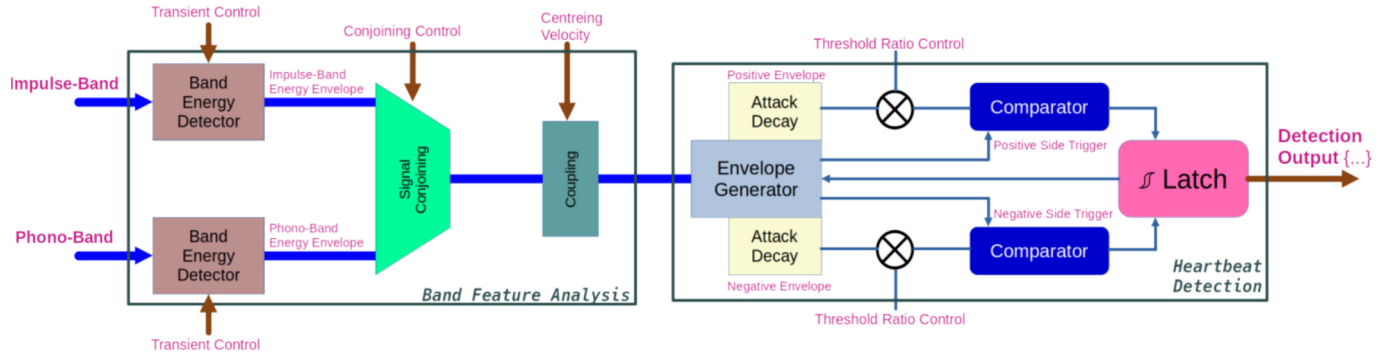 Transient Control
Impulse-Band
Band
Energy
Detector
Impulse-Band
Energy Envelope
Conjoining Control
Signal
Conjoining
Centreing
Velocity
Coupling
Phono-Band
Band
Energy
Detector
Phono-Band
Energy Envelope
Transient Control
Band Feature Analysis
Threshold Ratio Control
Positive Envelope
Attack
Decay
Comparator
Positive Side Trigger
Envelope
Generator
Latch
Detection
Output {...}
Negative Side Trigger
Attack
Decay
Comparator
Negative Envelope
Heartbeat
Detection
Threshold Ratio Control